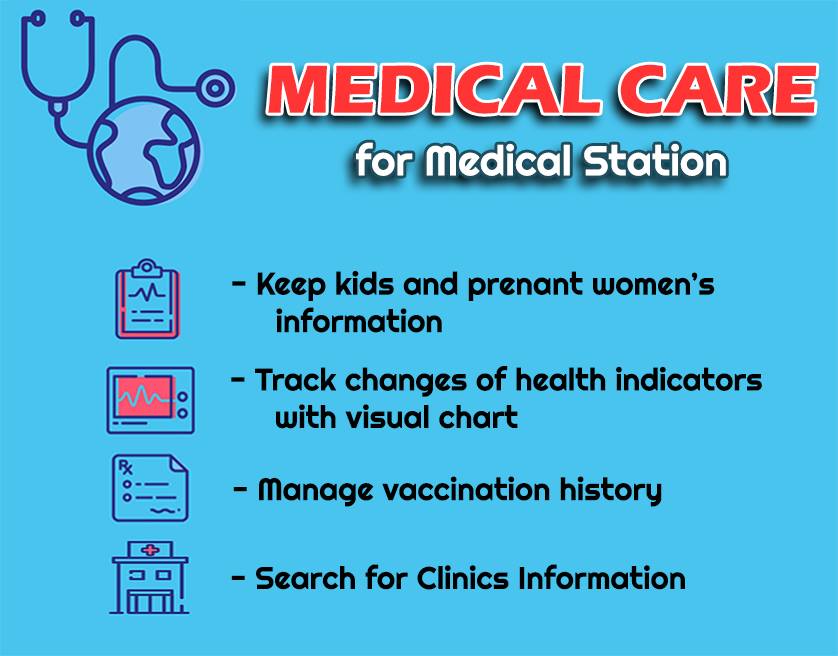 MEDICAL CARE
for Medical Station
- Keep kids and prenant women's
information
- Track changes of health indicators
with visual chart
Rx
- Manage vaccination history
- Search for Clinics Information